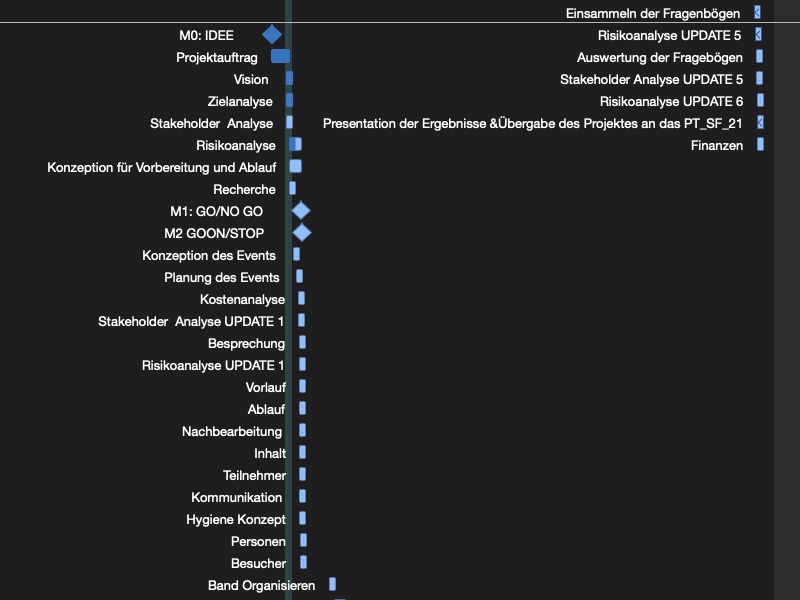 Einsammeln der Fragenbögen
M0: IDEE
Risikoanalyse UPDATE 5
Projektauftrag
Auswertung der Fragebögen
Vision
Stakeholder Analyse UPDATE 5
Zielanalyse
Risikoanalyse UPDATE 6
Stakeholder Analyse
Presentation der Ergebnisse &Übergabe des Projektes an das PT_SF_21
Risikoanalyse
Finanzen
Konzeption für Vorbereitung und Ablauf
Recherche
M1: GO/NO GO
M2 GOON/STOP
Konzeption des Events
Planung des Events
Kostenanalyse
Stakeholder Analyse UPDATE 1
Besprechung
Risikoanalyse UPDATE 1
Vorlauf
Ablauf
Nachbearbeitung
Inhalt
Teilnehmer
Kommunikation
Hygiene Konzept
Personen
Besucher
Band Organisieren